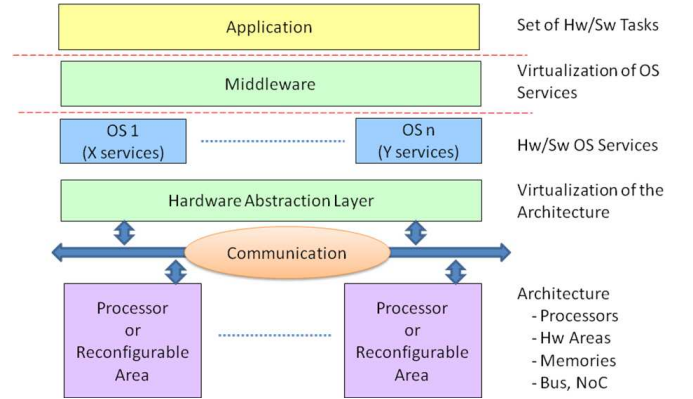 Application
Set of Hw/Sw Tasks
Middleware
Virtualization of OS
Services
OS 1
(X services)
OS n
(Y services)
Hw/Sw OS Services
Hardware Abstraction Layer
Virtualization of the
Architecture
Communication
Processor
or
Reconfigurable
Area
Processor
or
Reconfigurable
Area
Architecture
- Processors
- Hw Areas
- Memories
- Bus, NoC